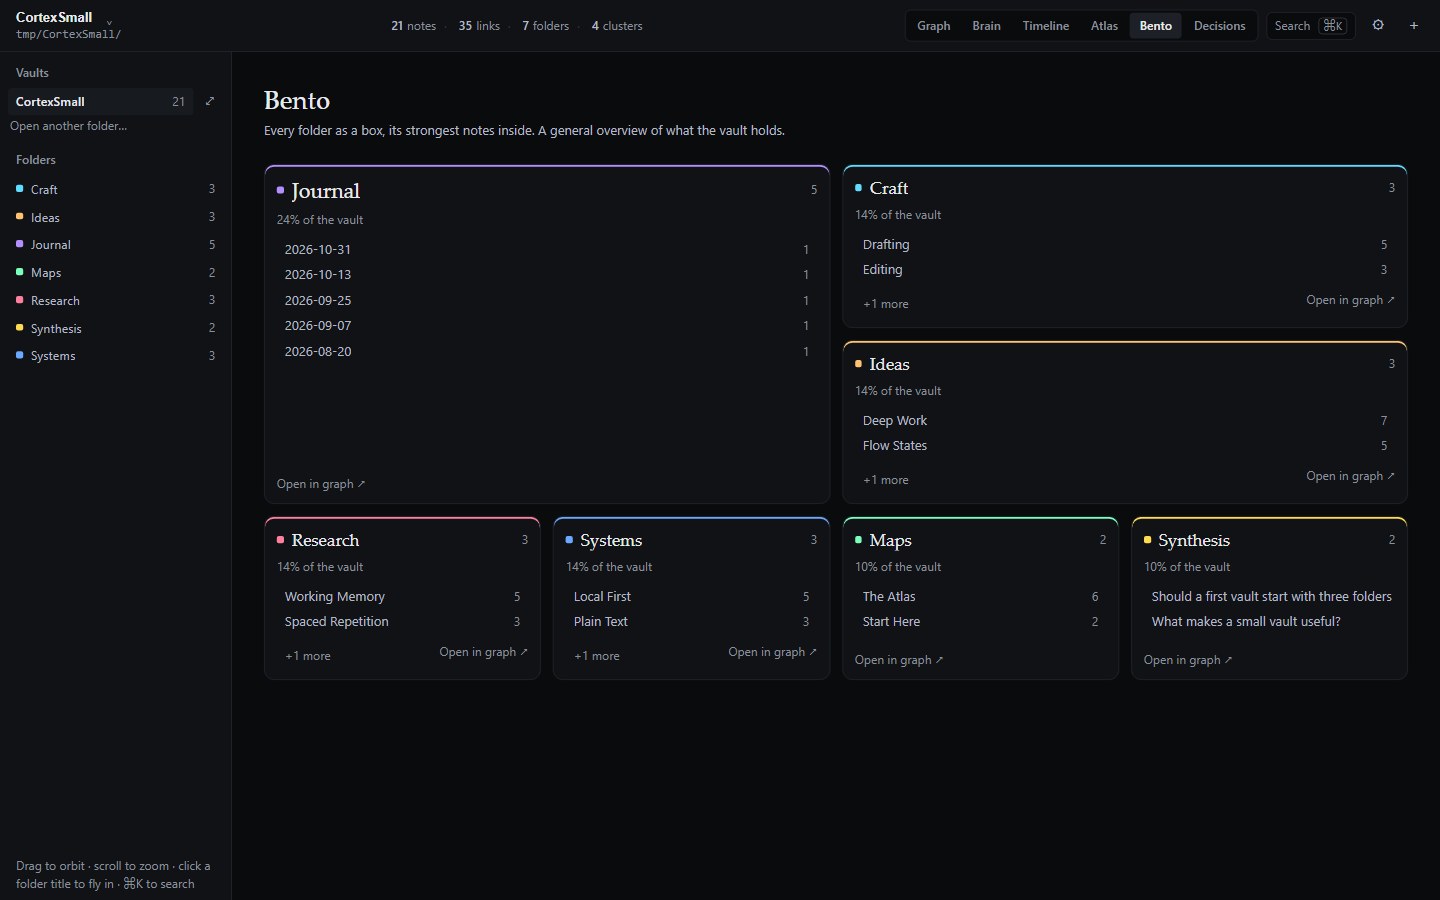 CortexSmall
tmp/CortexSmall/
21 notes · 35 links · 7 folders · 4 clusters
Graph Brain Timeline Atlas Bento Decisions
Search ⌘K
Vaults
CortexSmall 21
Open another folder...
Folders
Craft 3
Ideas 3
Journal 5
Maps 2
Research 3
Synthesis 2
Systems 3
Drag to orbit · scroll to zoom · click a
folder title to fly in · ⌘K to search
Bento
Every folder as a box, its strongest notes inside. A general overview of what the vault holds.
Journal 5
24% of the vault
2026-10-31 1
2026-10-13 1
2026-09-25 1
2026-09-07 1
2026-08-20 1
Open in graph ↗
Craft 3
14% of the vault
Drafting 5
Editing 3
+1 more Open in graph ↗
Ideas 3
14% of the vault
Deep Work 7
Flow States 5
+1 more Open in graph ↗
Research 3
14% of the vault
Working Memory 5
Spaced Repetition 3
+1 more Open in graph ↗
Systems 3
14% of the vault
Local First 5
Plain Text 3
+1 more Open in graph ↗
Maps 2
10% of the vault
The Atlas 6
Start Here 2
Open in graph ↗
Synthesis 2
10% of the vault
Should a first vault start with three folders
What makes a small vault useful?
Open in graph ↗